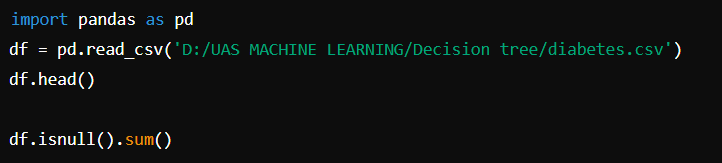 import pandas as pd
df = pd.read_csv('D:/UAS MACHINE LEARNING/Decision tree/diabetes.csv')
df.head()
df.isnull().sum()